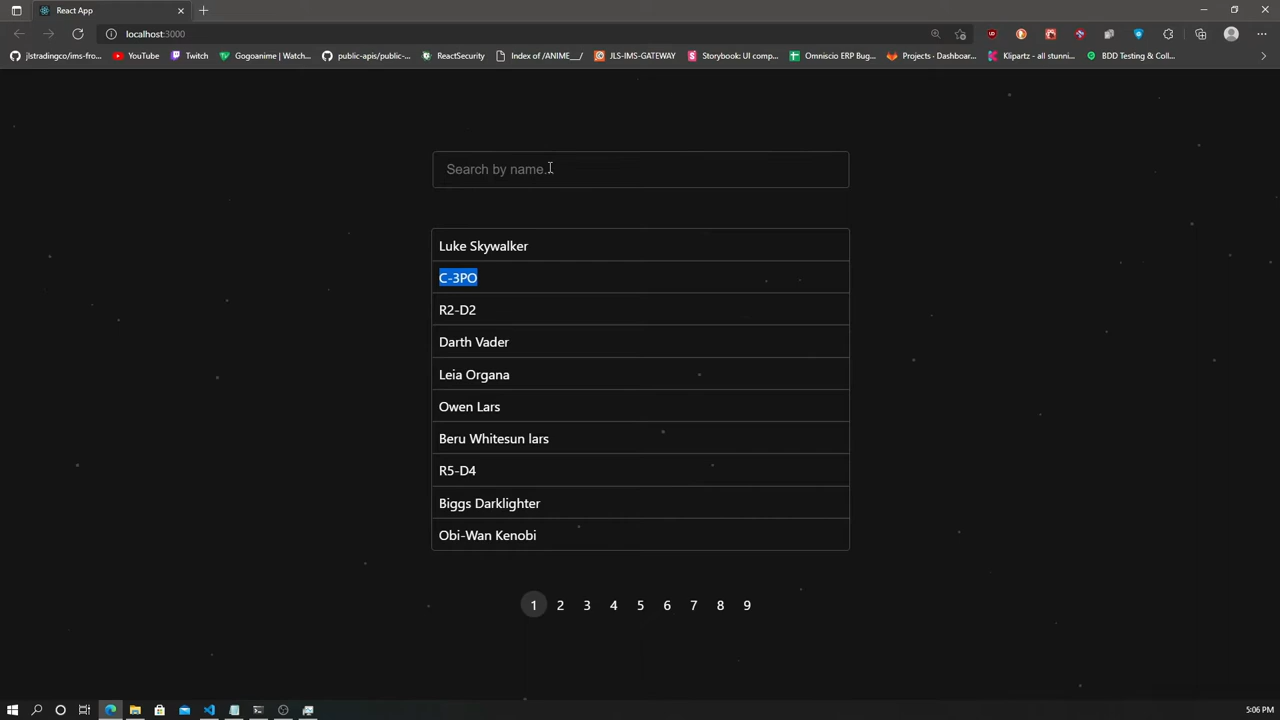 React App
localhost:3000
jlstradingco/ims-fro... YouTube Twitch Gogoanime | Watch... public-apis/public-... ReactSecurity Index of /ANIME__/ JLS-IMS-GATEWAY Storybook: UI comp... Omniscio ERP Bug... Projects · Dashboar... Klipartz - all stunni... BDD Testing & Coll...
Search by name..
Luke Skywalker
C-3PO
R2-D2
Darth Vader
Leia Organa
Owen Lars
Beru Whitesun lars
R5-D4
Biggs Darklighter
Obi-Wan Kenobi
1 2 3 4 5 6 7 8 9
5:06 PM